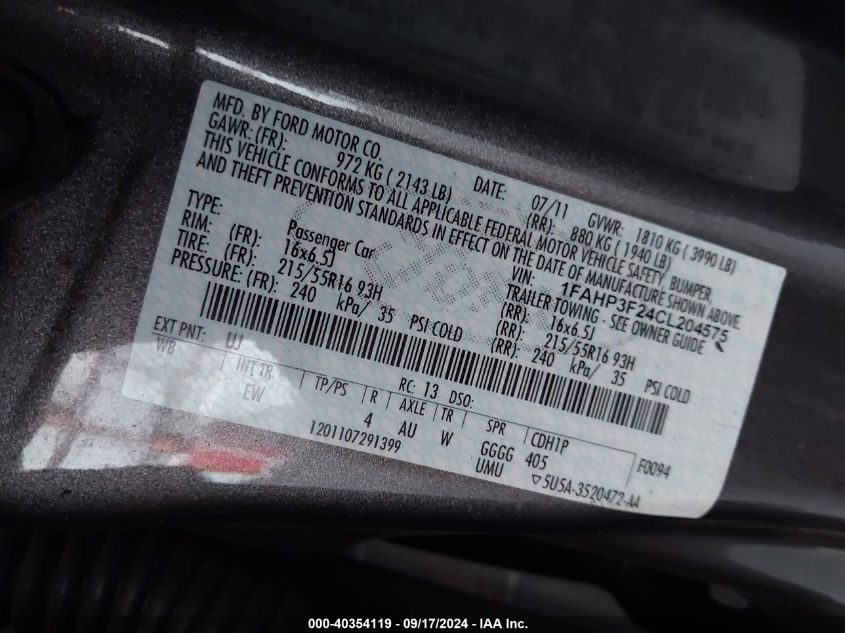 MFD. BY FORD MOTOR CO.
DATE: 07/11 GVWR: 1810 KG ( 3990 LB)
GAWR: (FR): 972 KG ( 2143 LB) (RR): 880 KG ( 1940 LB)
THIS VEHICLE CONFORMS TO ALL APPLICABLE FEDERAL MOTOR VEHICLE SAFETY, BUMPER,
AND THEFT PREVENTION STANDARDS IN EFFECT ON THE DATE OF MANUFACTURE SHOWN ABOVE.
VIN: 1FAHP3F24CL204575
TYPE: Passenger Car TRAILER TOWING - SEE OWNER GUIDE
RIM: (FR): 16x6.5J (RR): 16x6.5J
TIRE: (FR): 215/55R16 93H (RR): 215/55R16 93H
PRESSURE: (FR): 240 kPa/ 35 PSI COLD (RR): 240 kPa/ 35 PSI COLD
EXT PNT: UJ RC: 13 DSO:
WB INT TR TP/PS R AXLE TR SPR CDH1P F0094
EW 4 AU W GGGG 405
1201107291399 UMU ▽5U5A-3520472-AA
000-40354119 - 09/17/2024 - IAA Inc.